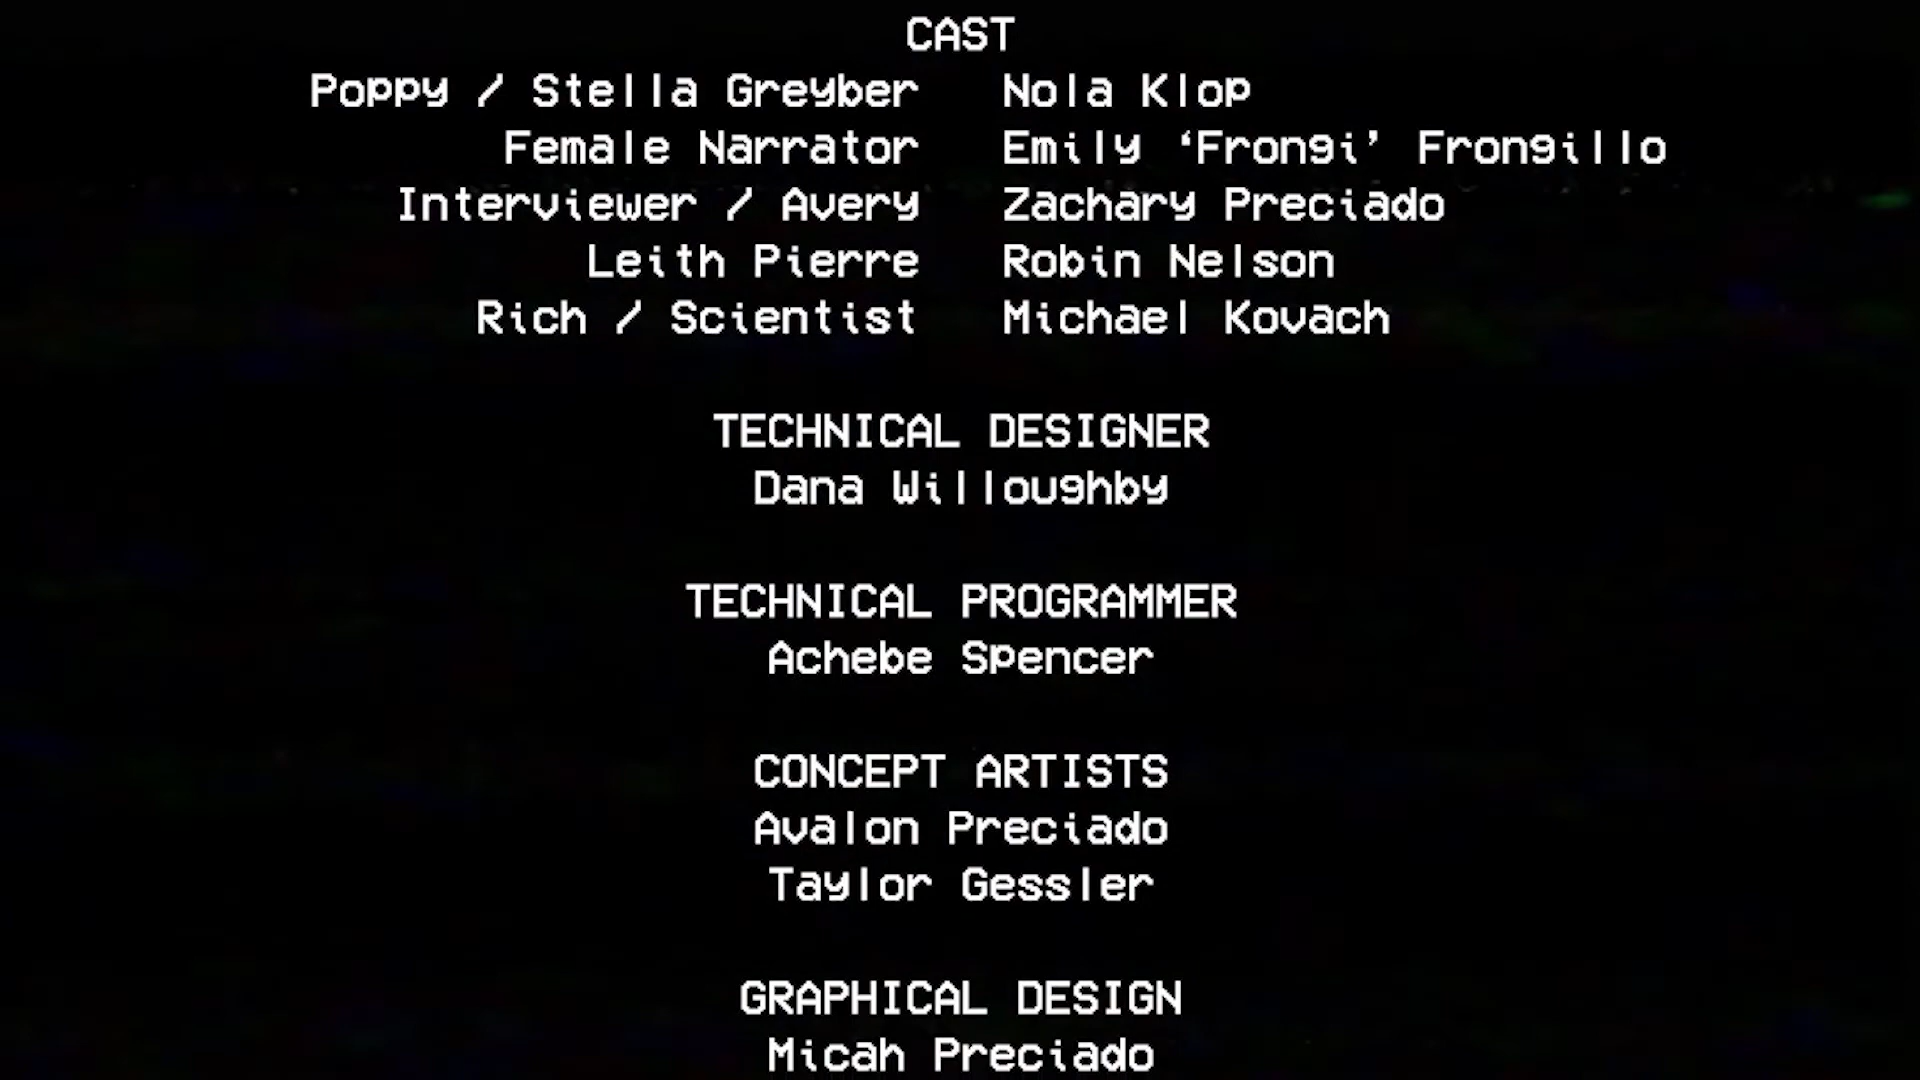 CAST
Poppy / Stella Greyber Nola Klop
Female Narrator Emily ‘Frongi’ Frongillo
Interviewer / Avery Zachary Preciado
Leith Pierre Robin Nelson
Rich / Scientist Michael Kovach
TECHNICAL DESIGNER
Dana Willoughby
TECHNICAL PROGRAMMER
Achebe Spencer
CONCEPT ARTISTS
Avalon Preciado
Taylor Gessler
GRAPHICAL DESIGN
Micah Preciado